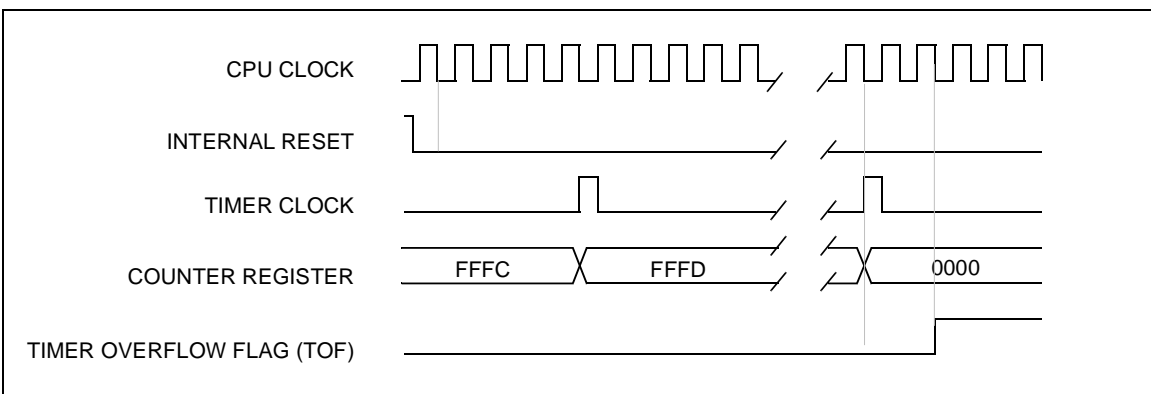 CPU CLOCK
INTERNAL RESET
TIMER CLOCK
COUNTER REGISTER FFFC FFFD 0000
TIMER OVERFLOW FLAG (TOF)